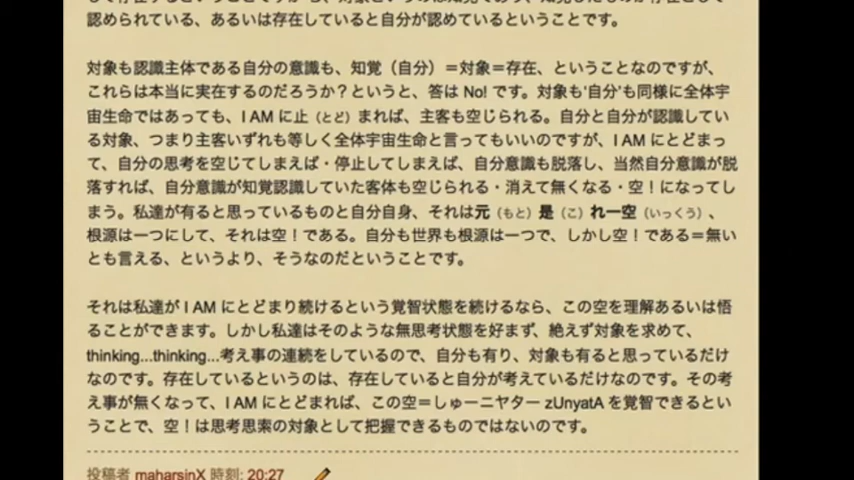 認められている、あるいは存在していると自分が認めているということです。
対象も認識主体である自分の意識も、知覚（自分）＝対象＝存在、ということなのですが、
これらは本当に実在するのだろうか？というと、答は No! です。対象も‘自分’も同様に全体宇
宙生命ではあっても、I AM に止（とど）まれば、主客も空じられる。自分と自分が認識してい
る対象、つまり主客いずれも等しく全体宇宙生命と言ってもいいのですが、I AM にとどまっ
て、自分の思考を空じてしまえば・停止してしまえば、自分意識も脱落し、当然自分意識が脱
落すれば、自分意識が知覚認識していた客体も空じられる・消えて無くなる・空！になってし
まう。私達が有ると思っているものと自分自身、それは元（もと）是（こ）れ一空（いっくう）、
根源は一つにして、それは空！である。自分も世界も根源は一つで、しかし空！である＝無い
とも言える、というより、そうなのだということです。
それは私達が I AM にとどまり続けるという覚智状態を続けるなら、この空を理解あるいは悟
ることができます。しかし私達はそのような無思考状態を好まず、絶えず対象を求めて、
thinking...thinking...考え事の連続をしているので、自分も有り、対象も有ると思っているだけ
なのです。存在しているというのは、存在していると自分が考えているだけなのです。その考
え事が無くなって、I AM にとどまれば、この空＝しゅーニヤター zUnyatA を覚智できるとい
うことで、空！は思考思索の対象として把握できるものではないのです。
投稿者 maharsinX 時刻: 20:27